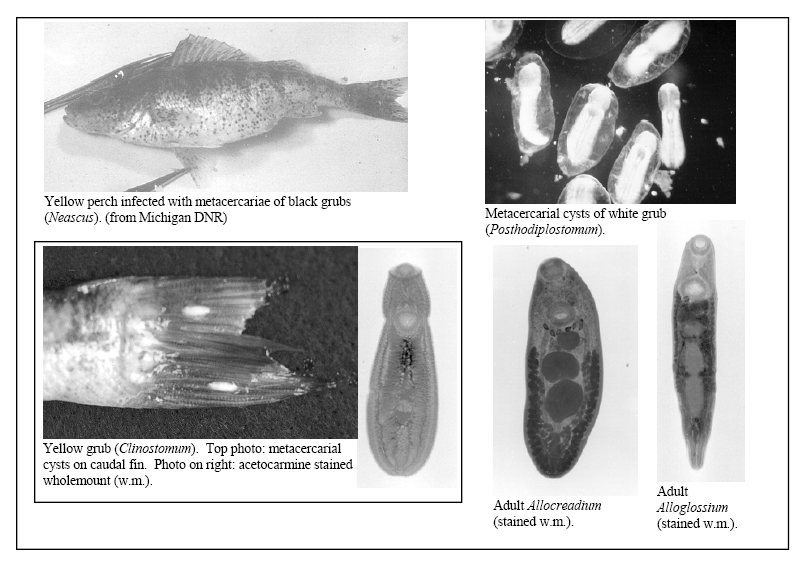 Yellow perch infected with metacercariae of black grubs
(Neascus). (from Michigan DNR)
Metacercarial cysts of white grub
(Posthodiplostomum).
Yellow grub (Clinostomum). Top photo: metacercarial
cysts on caudal fin. Photo on right: acetocarmine stained
wholemount (w.m.).
Adult Allocreadium
(stained w.m.).
Adult
Alloglossium
(stained w.m.).